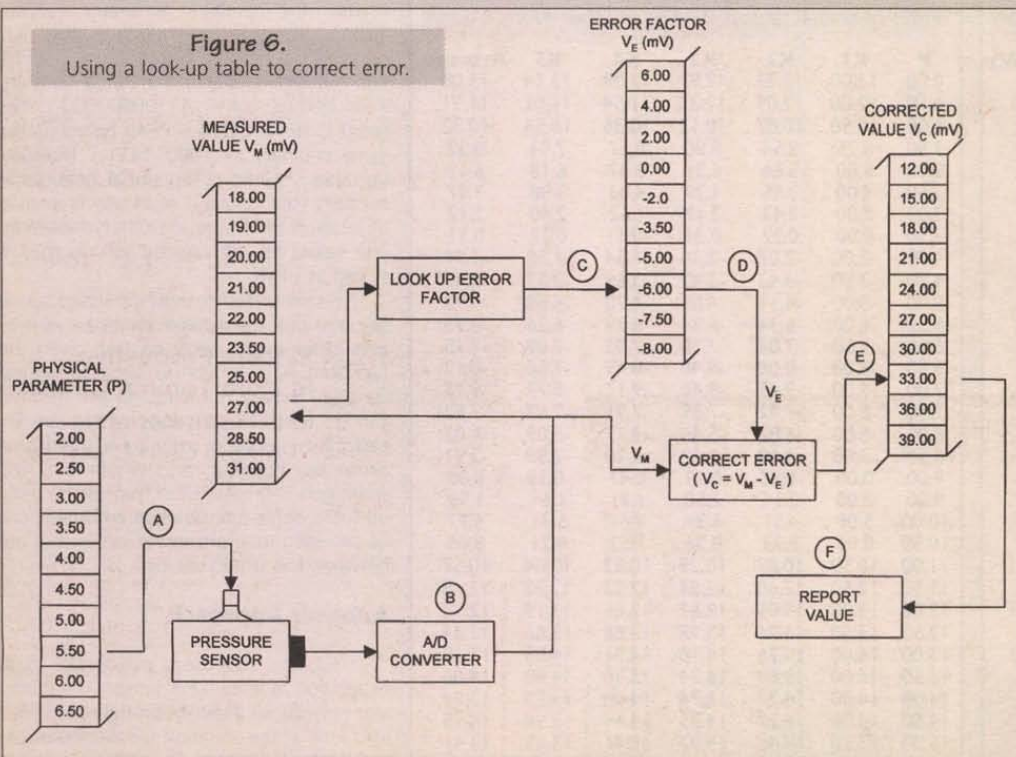 Figure 6.
Using a look-up table to correct error.
ERROR FACTOR
V_E (mV)
6.00
4.00
2.00
0.00
-2.0
-3.50
-5.00
-6.00
-7.50
-8.00
MEASURED
VALUE V_M (mV)
18.00
19.00
20.00
21.00
22.00
23.50
25.00
27.00
28.50
31.00
CORRECTED
VALUE V_C (mV)
12.00
15.00
18.00
21.00
24.00
27.00
30.00
33.00
36.00
39.00
PHYSICAL
PARAMETER (P)
2.00
2.50
3.00
3.50
4.00
4.50
5.00
5.50
6.00
6.50
LOOK UP ERROR
FACTOR
C
D
E
V_E
V_M
CORRECT ERROR
( V_C = V_M - V_E )
A
PRESSURE
SENSOR
B
A/D
CONVERTER
F
REPORT
VALUE